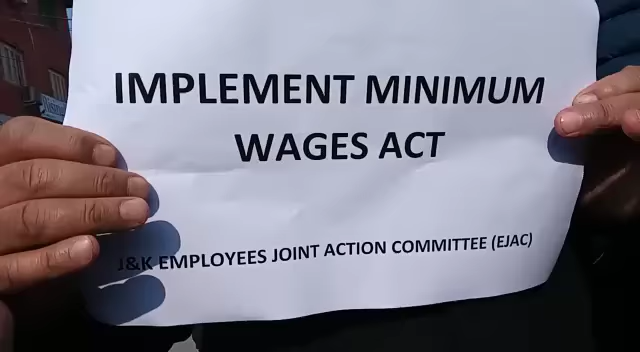 IMPLEMENT MINIMUM
WAGES ACT
J&K EMPLOYEES JOINT ACTION COMMITTEE (EJAC)